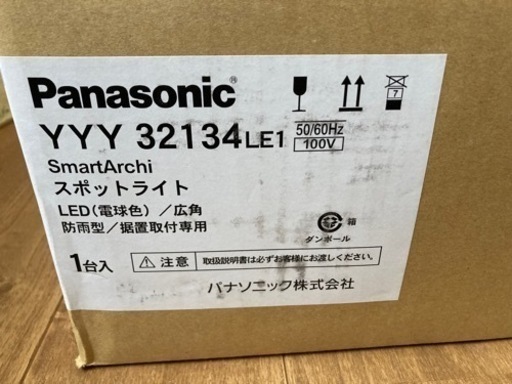 Panasonic®
YYY 32134LE1 50/60Hz 100V
SmartArchi
スポットライト
LED(電球色)／広角
防雨型／据置取付専用
1台入
注意 取扱説明書は必ずお客様にお渡しください。
パナソニック株式会社
箱
ダンボール
7